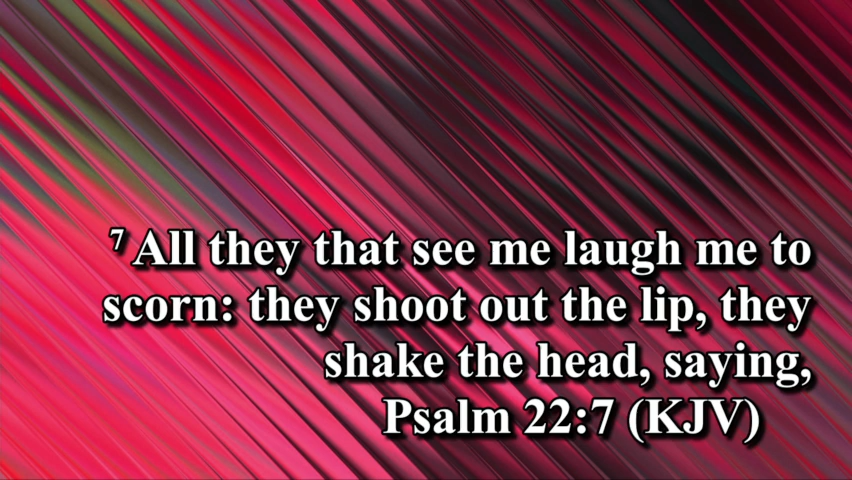 7 All they that see me laugh me to
scorn: they shoot out the lip, they
shake the head, saying,
Psalm 22:7 (KJV)